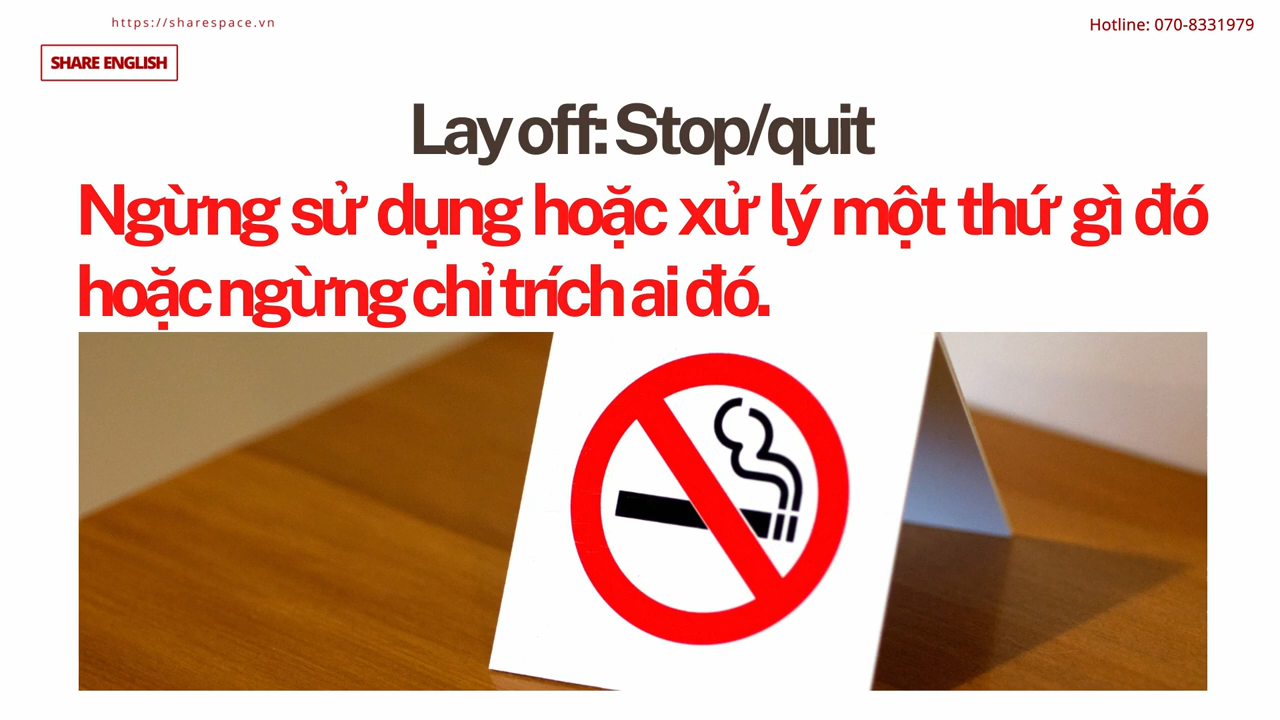 https://sharespace.vn
Hotline: 070-8331979
SHARE ENGLISH
Lay off: Stop/quit
Ngừng sử dụng hoặc xử lý một thứ gì đó
hoặc ngừng chỉ trích ai đó.